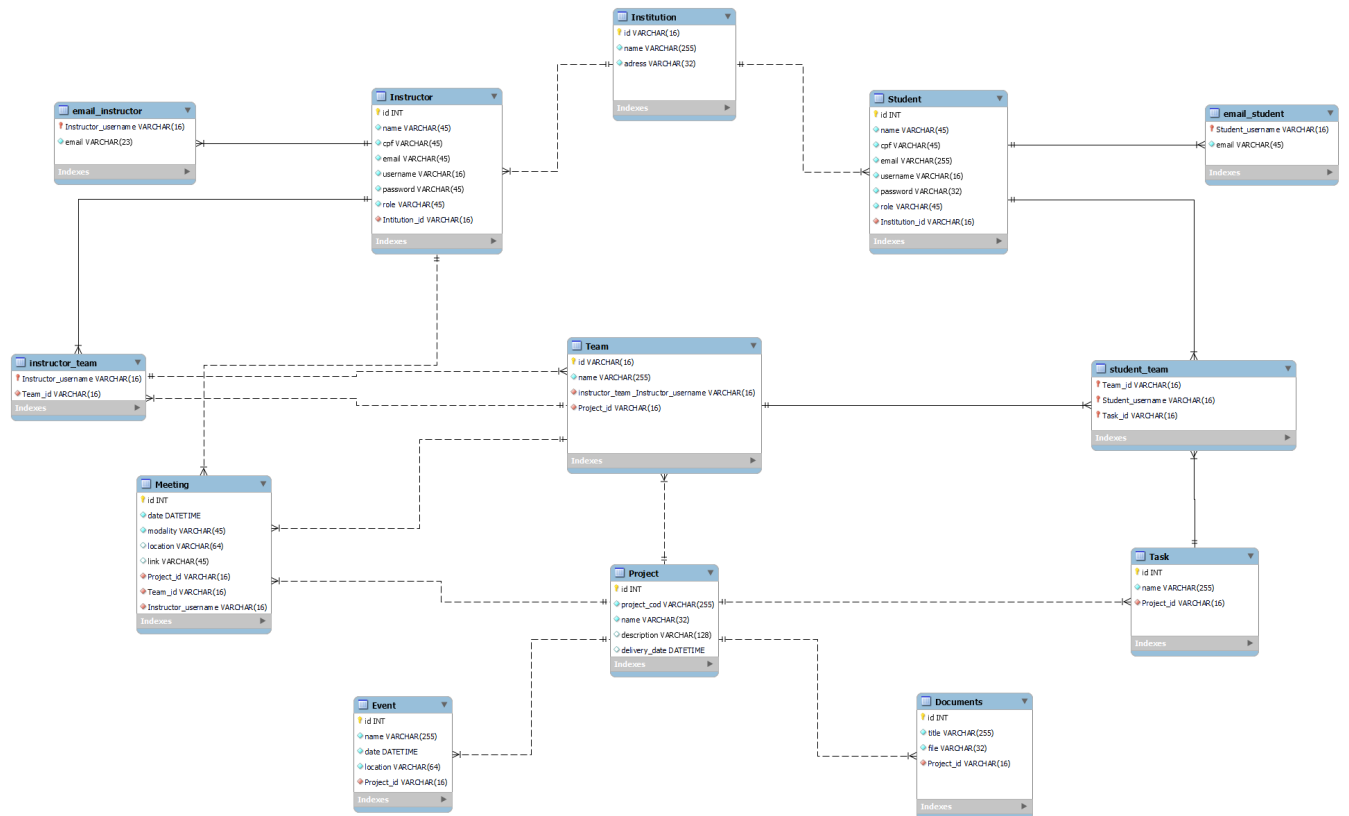 Institution
id VARCHAR(16)
name VARCHAR(255)
adress VARCHAR(32)
Indexes
email_instructor
Instructor_username VARCHAR(16)
email VARCHAR(23)
Indexes
Instructor
id INT
name VARCHAR(45)
cpf VARCHAR(45)
email VARCHAR(45)
username VARCHAR(16)
password VARCHAR(45)
role VARCHAR(45)
Intitution_id VARCHAR(16)
Indexes
Student
id INT
name VARCHAR(45)
cpf VARCHAR(45)
email VARCHAR(255)
username VARCHAR(16)
password VARCHAR(32)
role VARCHAR(45)
Institution_id VARCHAR(16)
Indexes
email_student
Student_username VARCHAR(16)
email VARCHAR(45)
Indexes
instructor_team
Instructor_username VARCHAR(16)
Team_id VARCHAR(16)
Indexes
Team
id VARCHAR(16)
name VARCHAR(255)
instructor_team_Instructor_username VARCHAR(16)
Project_id VARCHAR(16)
Indexes
student_team
Team_id VARCHAR(16)
Student_username VARCHAR(16)
Task_id VARCHAR(16)
Indexes
Meeting
id INT
date DATETIME
modality VARCHAR(45)
location VARCHAR(64)
link VARCHAR(45)
Project_id VARCHAR(16)
Team_id VARCHAR(16)
Instructor_username VARCHAR(16)
Indexes
Project
id INT
project_cod VARCHAR(255)
name VARCHAR(32)
description VARCHAR(128)
delivery_date DATETIME
Indexes
Task
id INT
name VARCHAR(255)
Project_id VARCHAR(16)
Indexes
Event
id INT
name VARCHAR(255)
date DATETIME
location VARCHAR(64)
Project_id VARCHAR(16)
Indexes
Documents
id INT
title VARCHAR(255)
file VARCHAR(32)
Project_id VARCHAR(16)
Indexes